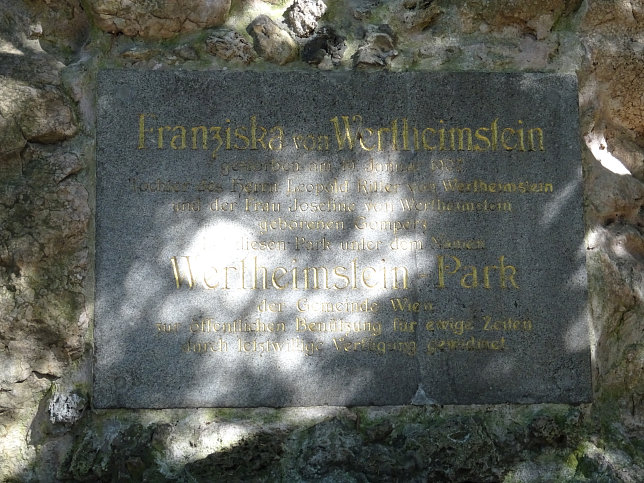 Franziska von Wertheimstein
gestorben am Januar
Tochter des Herrn Leopold Ritter von Wertheimstein
und der Frau Josefine von Wertheimstein
geborenen Gomperz
diesen Park unter dem Namen
Wertheimstein-Park
der Gemeinde Wien
zur öffentlichen Benützung für ewige Zeiten
durch letztwillige Verfügung gewidmet